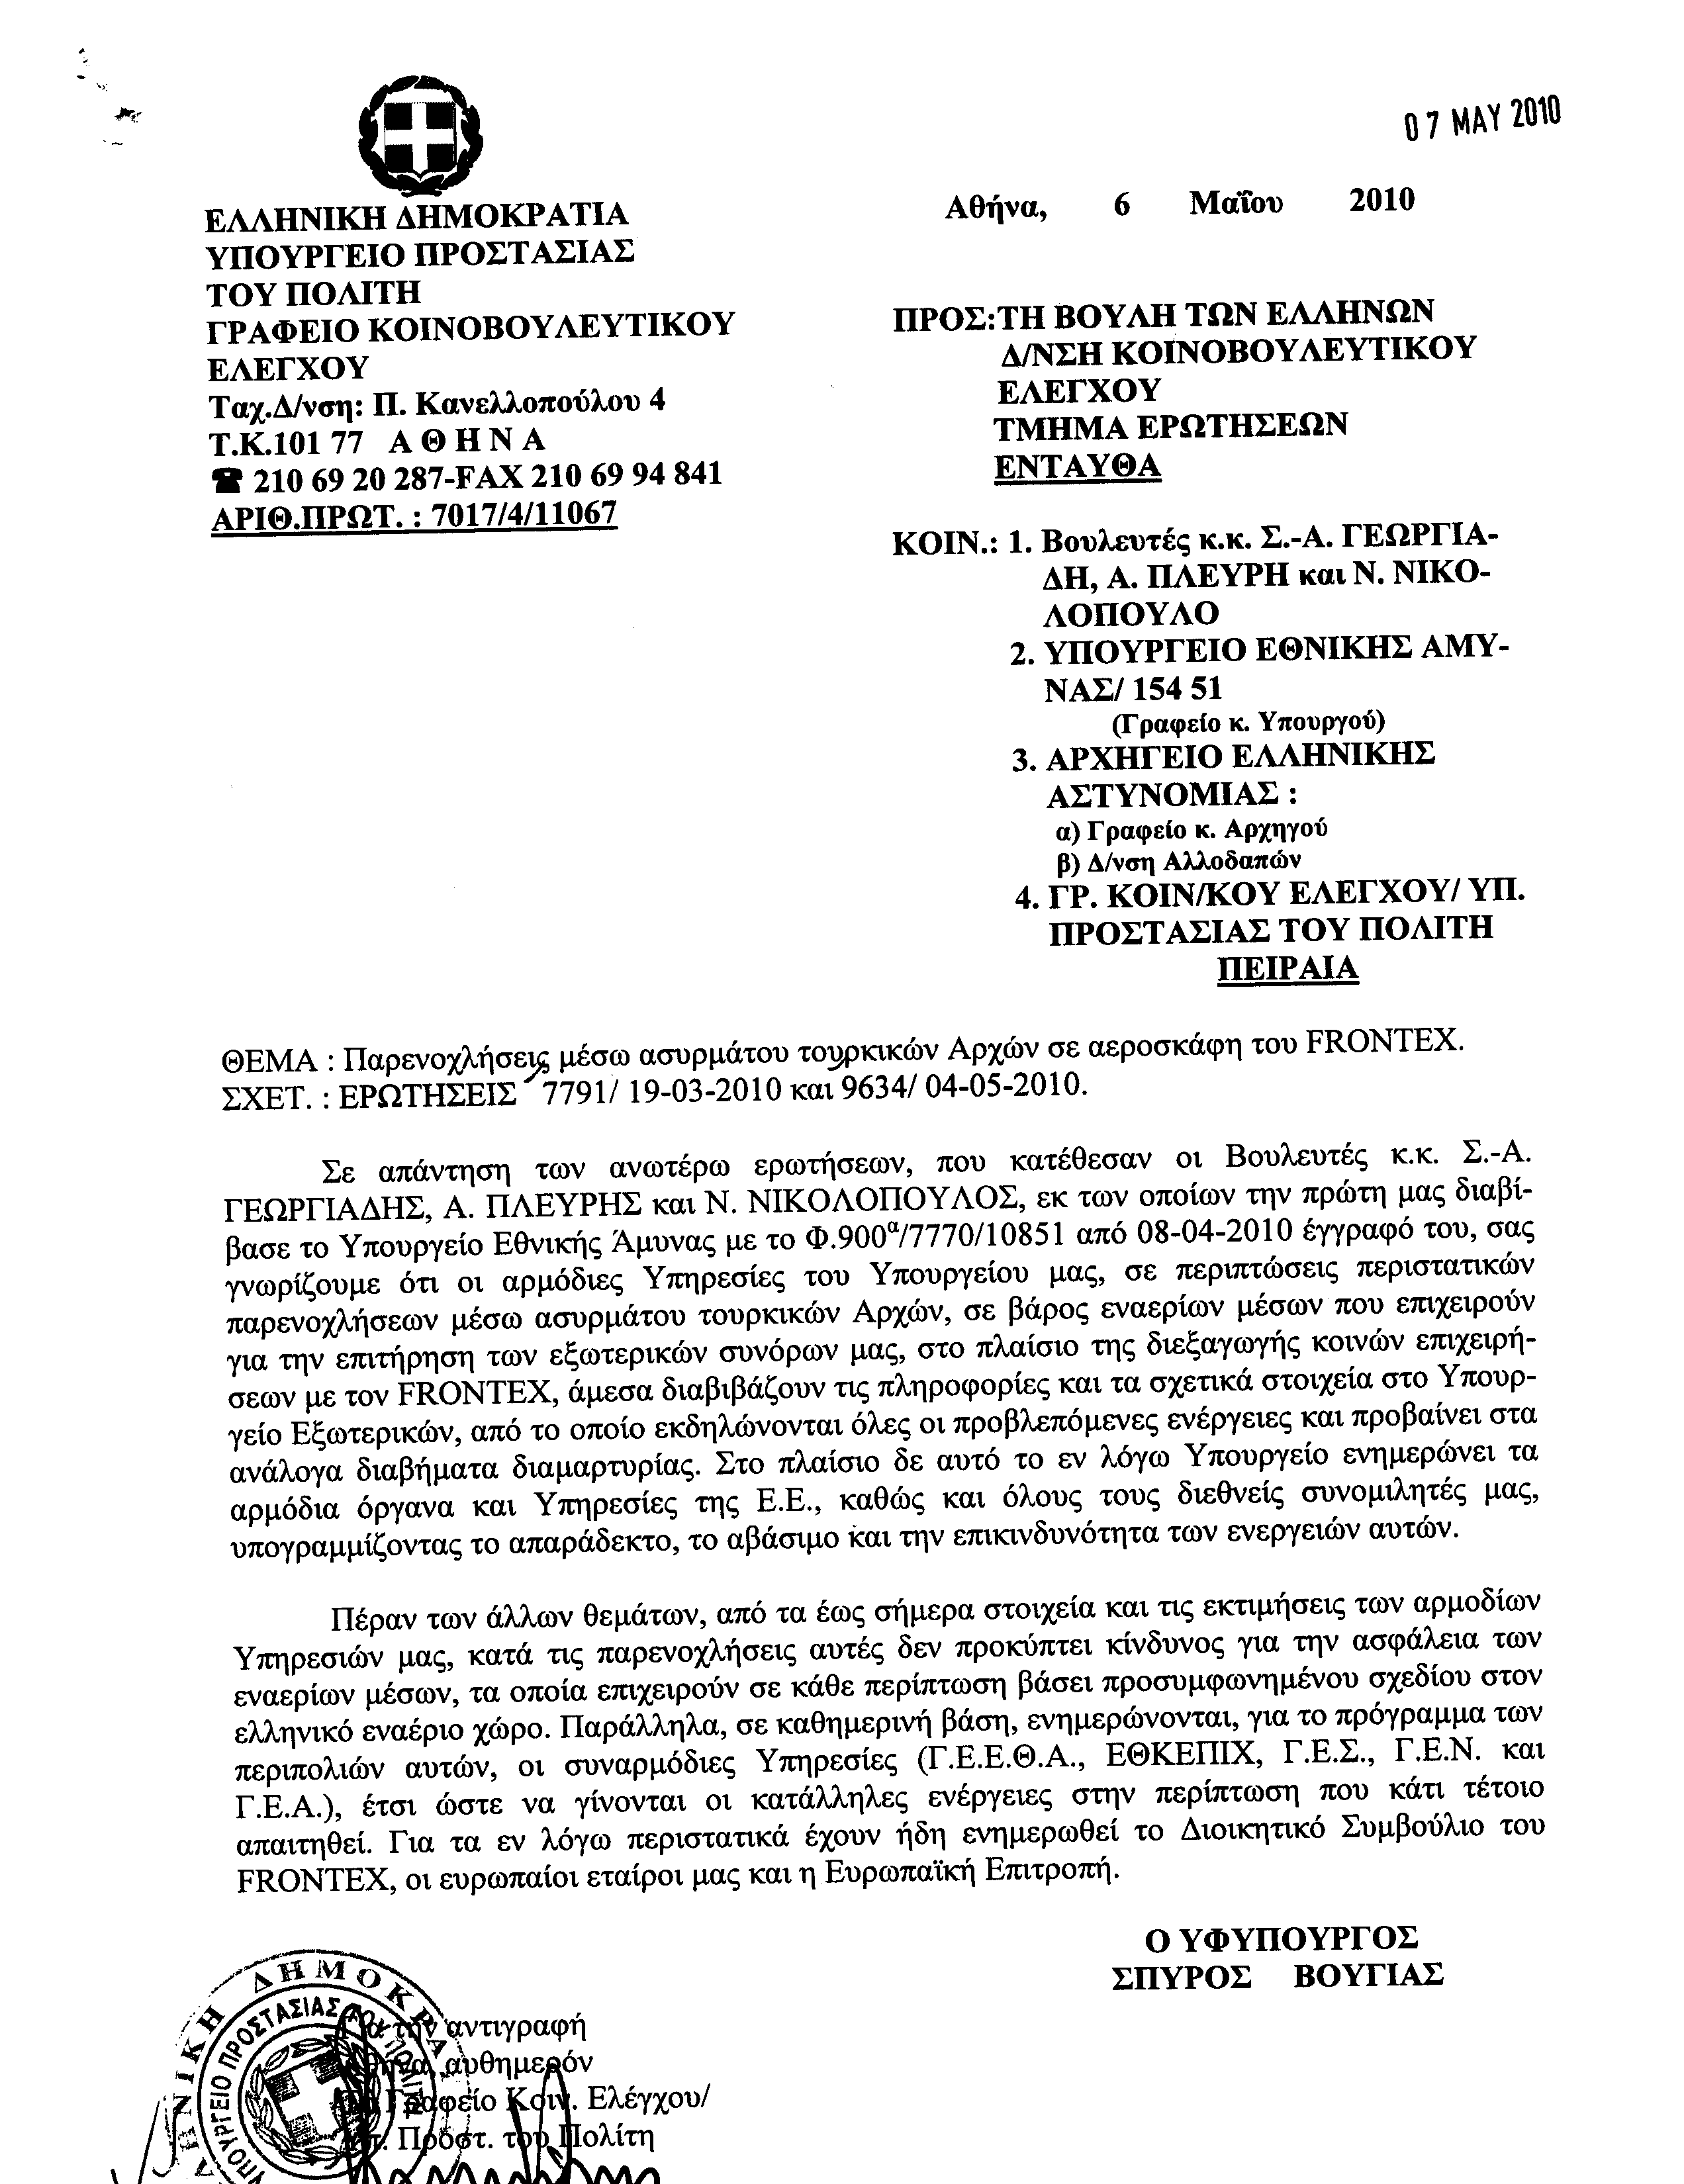 07 MAY 2010
ΕΛΛΗΝΙΚΗ ΔΗΜΟΚΡΑΤΙΑ
ΥΠΟΥΡΓΕΙΟ ΠΡΟΣΤΑΣΙΑΣ
ΤΟΥ ΠΟΛΙΤΗ
ΓΡΑΦΕΙΟ ΚΟΙΝΟΒΟΥΛΕΥΤΙΚΟΥ
ΕΛΕΓΧΟΥ
Ταχ.Δ/νση: Π. Κανελλοπούλου 4
Τ.Κ.101 77 Α Θ Η Ν Α
☎ 210 69 20 287-FAX 210 69 94 841
ΑΡΙΘ.ΠΡΩΤ. : 7017/4/11067
Αθήνα, 6 Μαΐου 2010
ΠΡΟΣ:ΤΗ ΒΟΥΛΗ ΤΩΝ ΕΛΛΗΝΩΝ
Δ/ΝΣΗ ΚΟΙΝΟΒΟΥΛΕΥΤΙΚΟΥ
ΕΛΕΓΧΟΥ
ΤΜΗΜΑ ΕΡΩΤΗΣΕΩΝ
ΕΝΤΑΥΘΑ
ΚΟΙΝ.: 1. Βουλευτές κ.κ. Σ.-Α. ΓΕΩΡΓΙΑ-
ΔΗ, Α. ΠΛΕΥΡΗ και Ν. ΝΙΚΟ-
ΛΟΠΟΥΛΟ
2. ΥΠΟΥΡΓΕΙΟ ΕΘΝΙΚΗΣ ΑΜΥ-
ΝΑΣ/ 154 51
(Γραφείο κ. Υπουργού)
3. ΑΡΧΗΓΕΙΟ ΕΛΛΗΝΙΚΗΣ
ΑΣΤΥΝΟΜΙΑΣ :
α) Γραφείο κ. Αρχηγού
β) Δ/νση Αλλοδαπών
4. ΓΡ. ΚΟΙΝ/ΚΟΥ ΕΛΕΓΧΟΥ/ ΥΠ.
ΠΡΟΣΤΑΣΙΑΣ ΤΟΥ ΠΟΛΙΤΗ
ΠΕΙΡΑΙΑ
ΘΕΜΑ : Παρενοχλήσεις μέσω ασυρμάτου τουρκικών Αρχών σε αεροσκάφη του FRONTEX.
ΣΧΕΤ. : ΕΡΩΤΗΣΕΙΣ 7791/ 19-03-2010 και 9634/ 04-05-2010.
Σε απάντηση των ανωτέρω ερωτήσεων, που κατέθεσαν οι Βουλευτές κ.κ. Σ.-Α.
ΓΕΩΡΓΙΑΔΗΣ, Α. ΠΛΕΥΡΗΣ και Ν. ΝΙΚΟΛΟΠΟΥΛΟΣ, εκ των οποίων την πρώτη μας διαβί-
βασε το Υπουργείο Εθνικής Άμυνας με το Φ.900α/7770/10851 από 08-04-2010 έγγραφό του, σας
γνωρίζουμε ότι οι αρμόδιες Υπηρεσίες του Υπουργείου μας, σε περιπτώσεις περιστατικών
παρενοχλήσεων μέσω ασυρμάτου τουρκικών Αρχών, σε βάρος εναερίων μέσων που επιχειρούν
για την επιτήρηση των εξωτερικών συνόρων μας, στο πλαίσιο της διεξαγωγής κοινών επιχειρή-
σεων με τον FRONTEX, άμεσα διαβιβάζουν τις πληροφορίες και τα σχετικά στοιχεία στο Υπουρ-
γείο Εξωτερικών, από το οποίο εκδηλώνονται όλες οι προβλεπόμενες ενέργειες και προβαίνει στα
ανάλογα διαβήματα διαμαρτυρίας. Στο πλαίσιο δε αυτό το εν λόγω Υπουργείο ενημερώνει τα
αρμόδια όργανα και Υπηρεσίες της Ε.Ε., καθώς και όλους τους διεθνείς συνομιλητές μας,
υπογραμμίζοντας το απαράδεκτο, το αβάσιμο και την επικινδυνότητα των ενεργειών αυτών.
Πέραν των άλλων θεμάτων, από τα έως σήμερα στοιχεία και τις εκτιμήσεις των αρμοδίων
Υπηρεσιών μας, κατά τις παρενοχλήσεις αυτές δεν προκύπτει κίνδυνος για την ασφάλεια των
εναερίων μέσων, τα οποία επιχειρούν σε κάθε περίπτωση βάσει προσυμφωνημένου σχεδίου στον
ελληνικό εναέριο χώρο. Παράλληλα, σε καθημερινή βάση, ενημερώνονται, για το πρόγραμμα των
περιπολιών αυτών, οι συναρμόδιες Υπηρεσίες (Γ.Ε.Ε.Θ.Α., ΕΘΚΕΠΙΧ, Γ.Ε.Σ., Γ.Ε.Ν. και
Γ.Ε.Α.), έτσι ώστε να γίνονται οι κατάλληλες ενέργειες στην περίπτωση που κάτι τέτοιο
απαιτηθεί. Για τα εν λόγω περιστατικά έχουν ήδη ενημερωθεί το Διοικητικό Συμβούλιο του
FRONTEX, οι ευρωπαίοι εταίροι μας και η Ευρωπαϊκή Επιτροπή.
Ο ΥΦΥΠΟΥΡΓΟΣ
ΣΠΥΡΟΣ ΒΟΥΓΙΑΣ
Για την αντιγραφή
Αθήνα, αυθημερόν
Γραφείο Κοιν. Ελέγχου/
Υπ. Προστ. του Πολίτη
ΥΠΟΥΡΓΕΙΟ ΠΡΟΣΤΑΣΙΑΣ ΤΟΥ ΠΟΛΙΤΗ